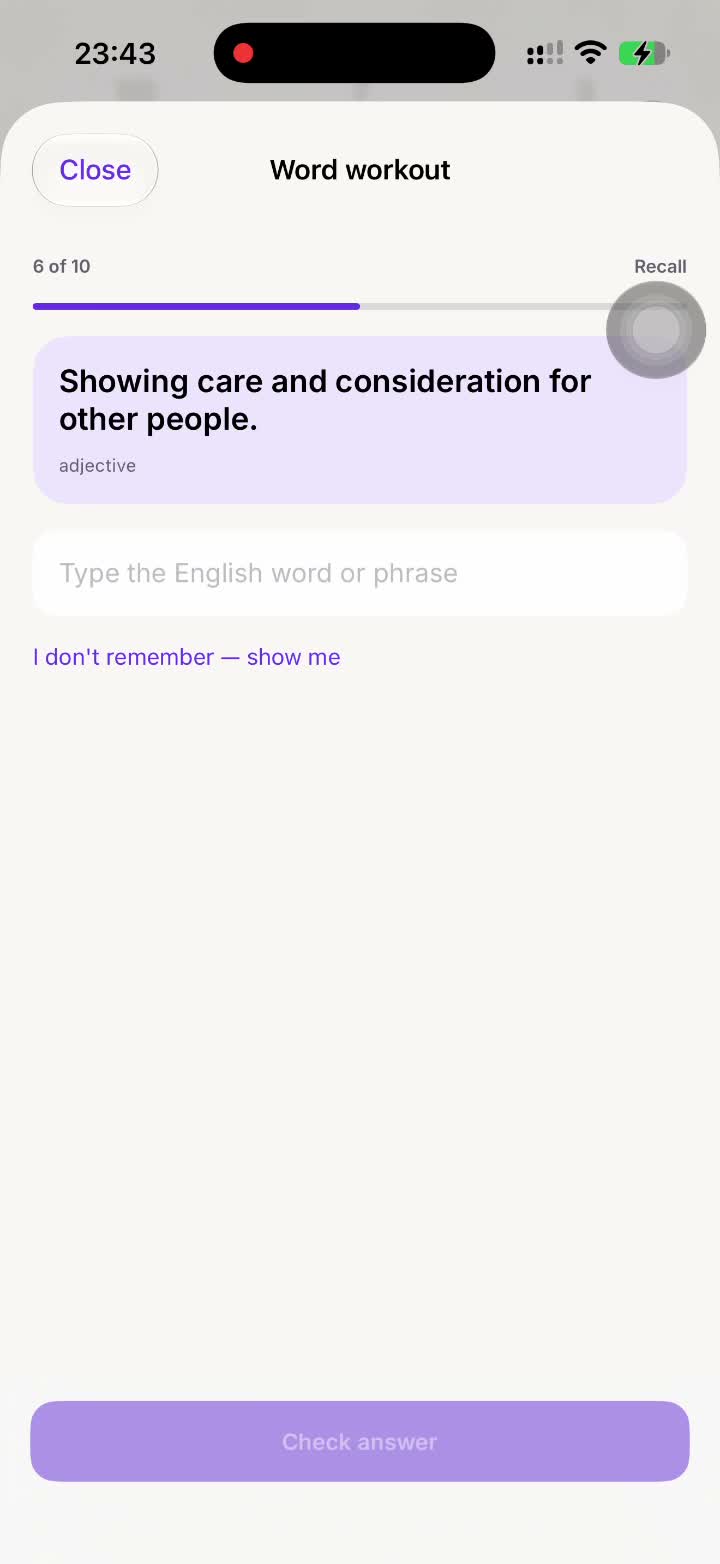 23:43
Close
Word workout
6 of 10
Recall
Showing care and consideration for
other people.
adjective
Type the English word or phrase
I don't remember — show me
Check answer